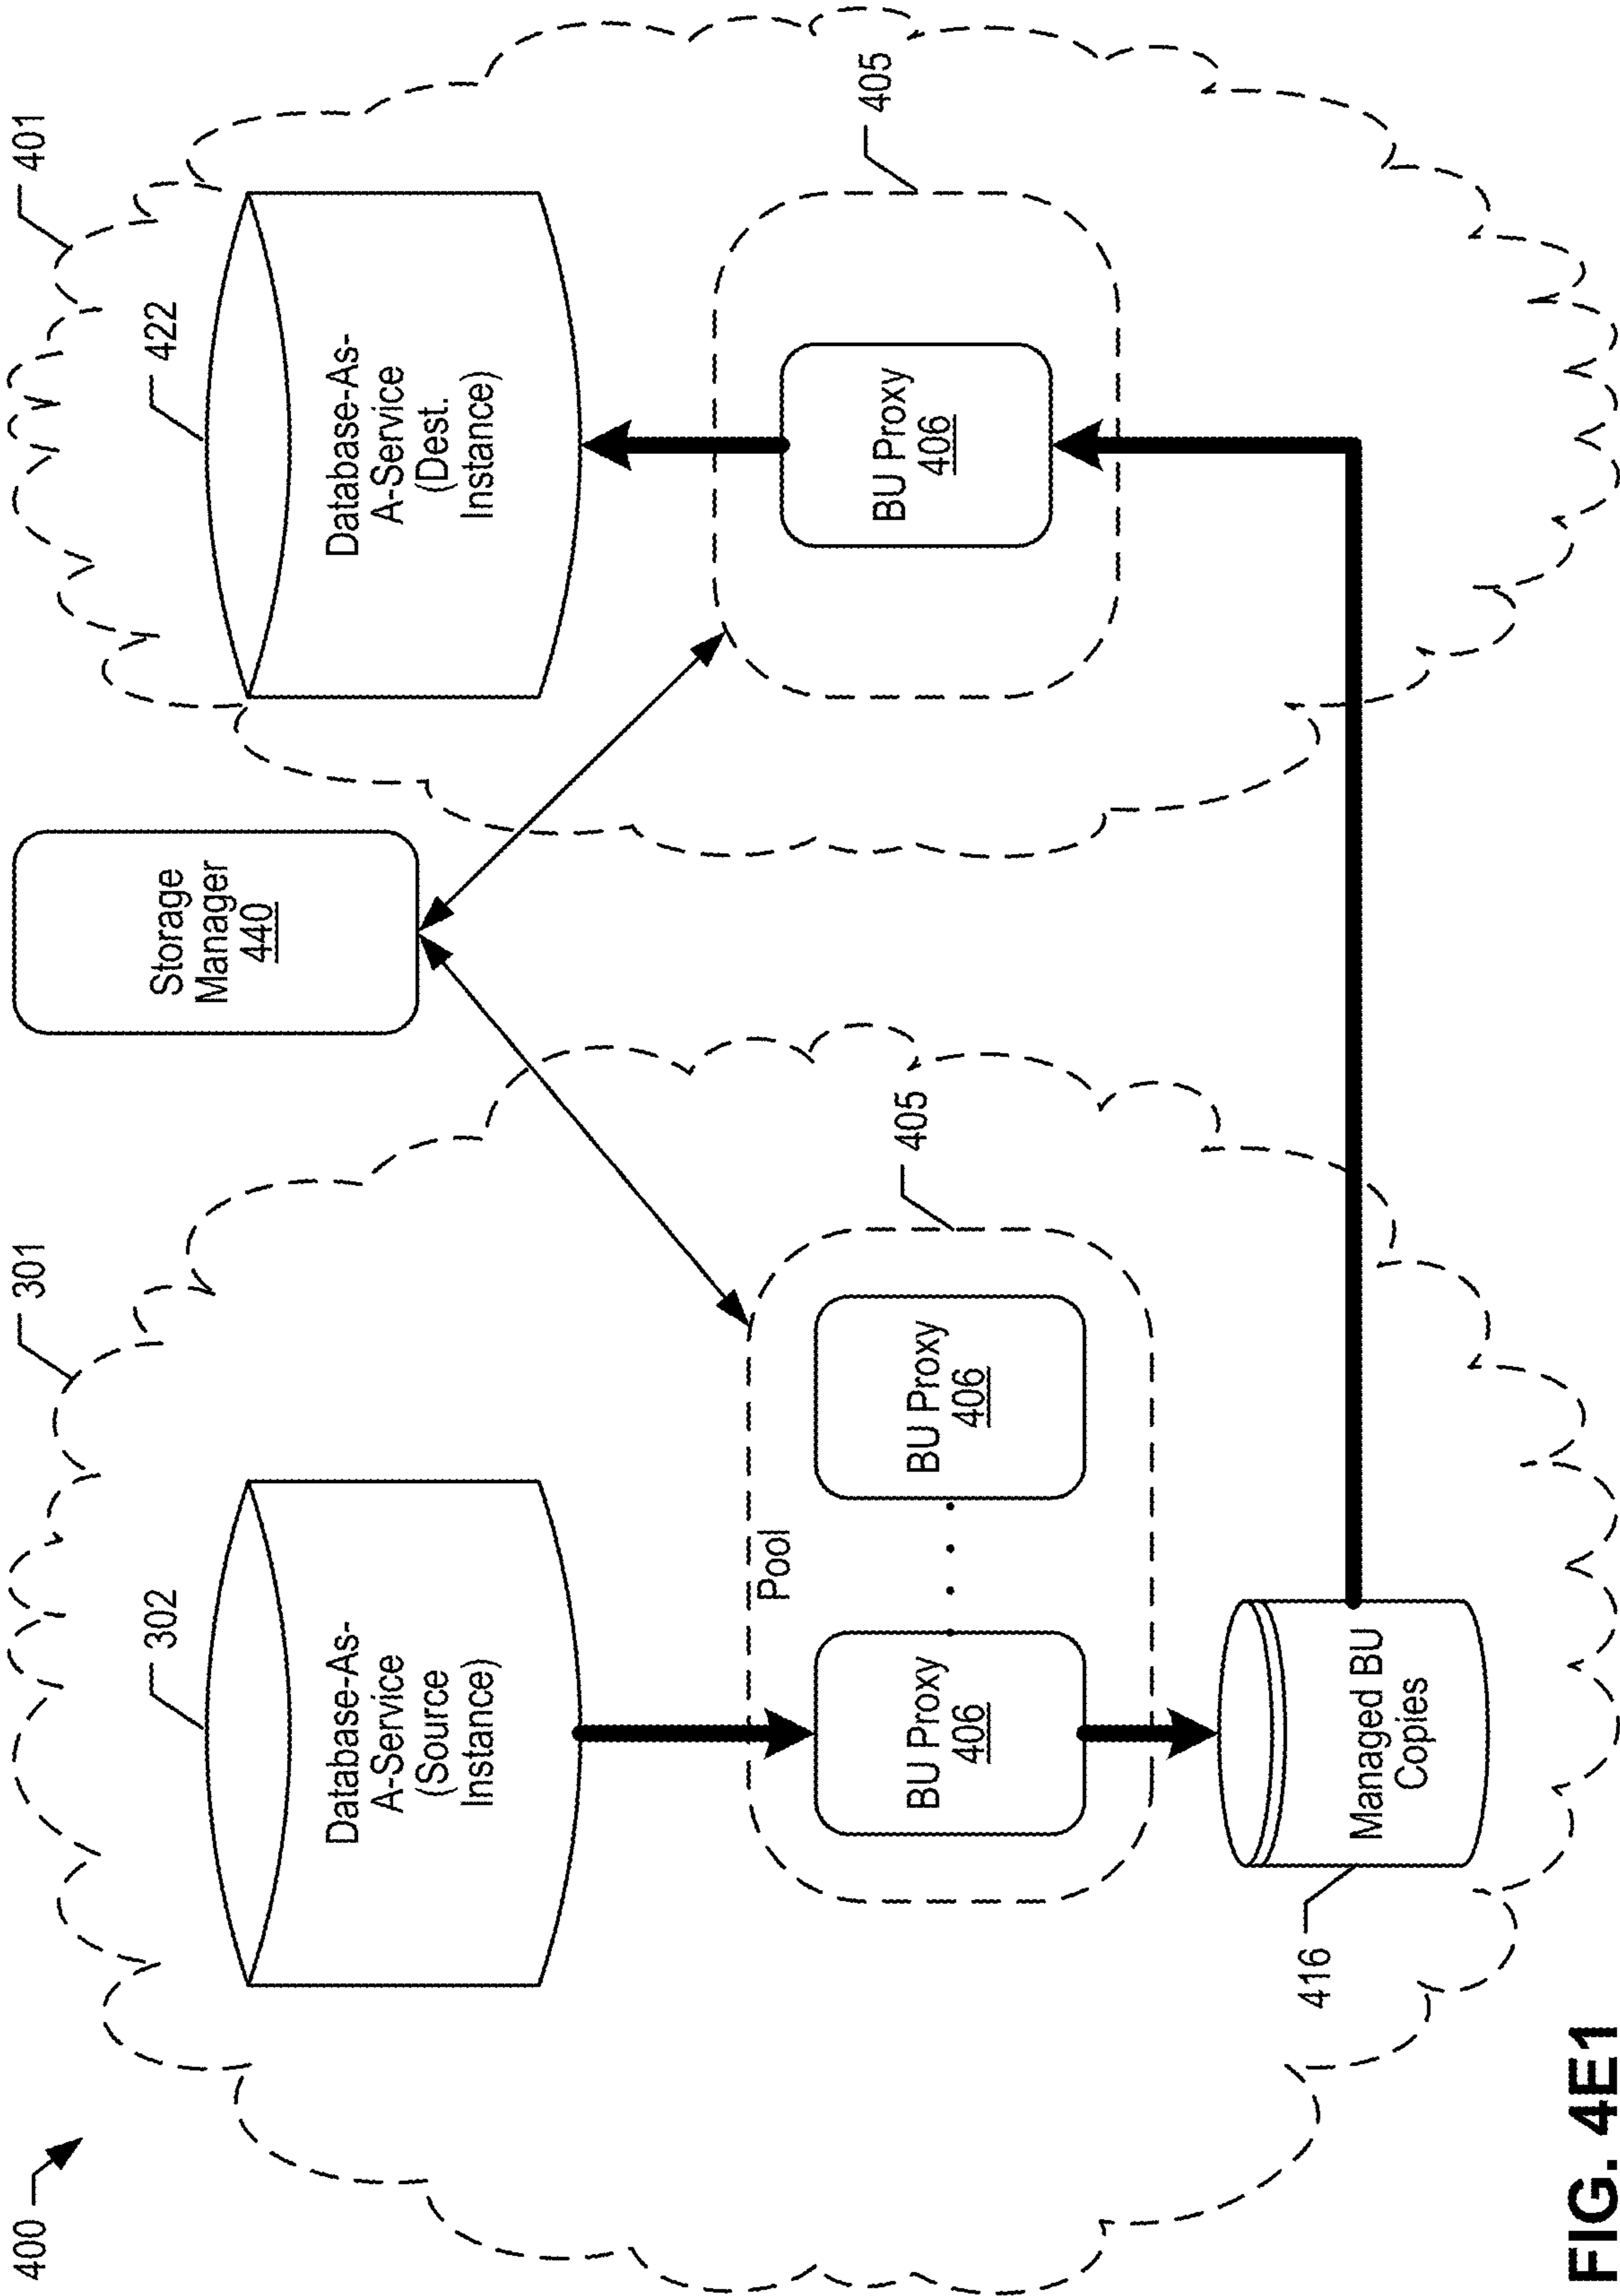 400
301
401
Storage
Manager
440
302
Database-As-
A-Service
(Source
Instance)
422
Database-As-
A-Service
(Dest.
Instance)
Pool
405
BU Proxy
406
BU Proxy
406
405
BU Proxy
406
416
Managed BU
Copies
FIG. 4E1